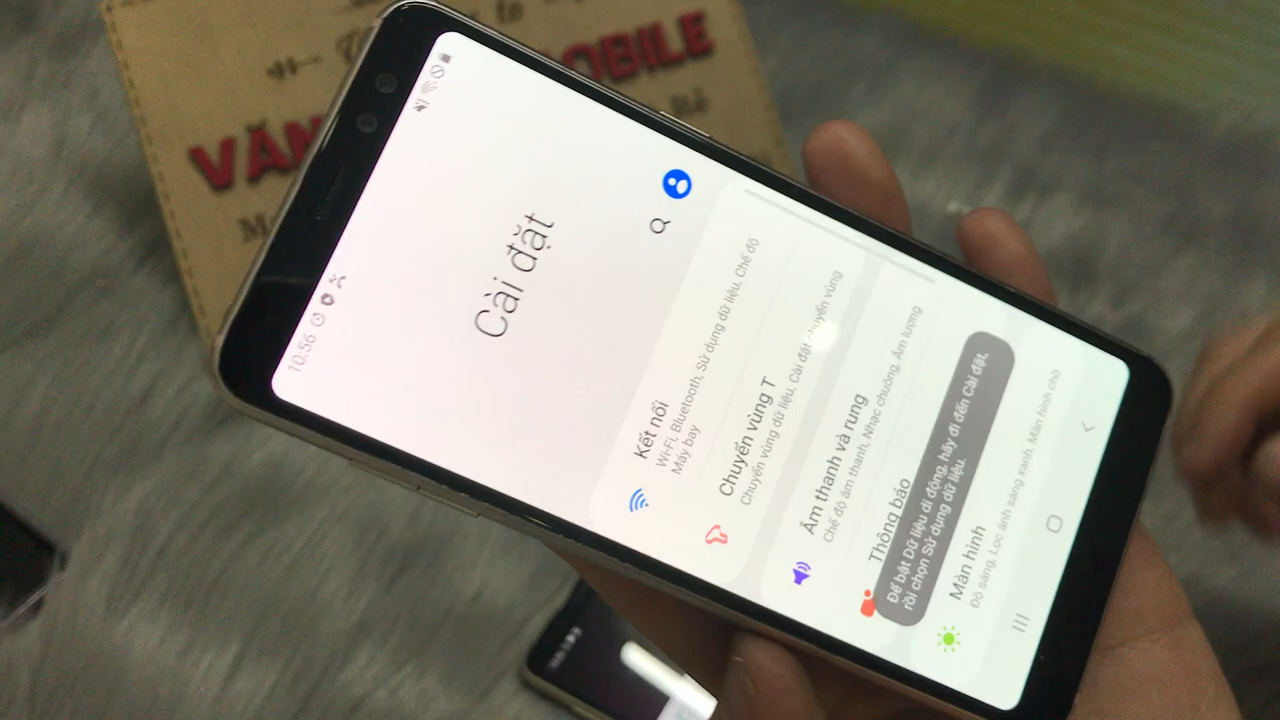 to
MOBILE
VĂN
Rẻ
10:56
Cài đặt
Kết nối
Wi-Fi, Bluetooth, Sử dụng dữ liệu, Chế độ
Máy bay
Chuyển vùng T
Chuyển vùng dữ liệu, Cài đặt chuyển vùng
Âm thanh và rung
Chế độ âm thanh, Nhạc chuông, Âm lượng
Thông báo
Để bật Dữ liệu di động, hãy đi đến Cài đặt,
rồi chọn Sử dụng dữ liệu.
Màn hình
Độ sáng, Lọc ánh sáng xanh, Màn hình chờ